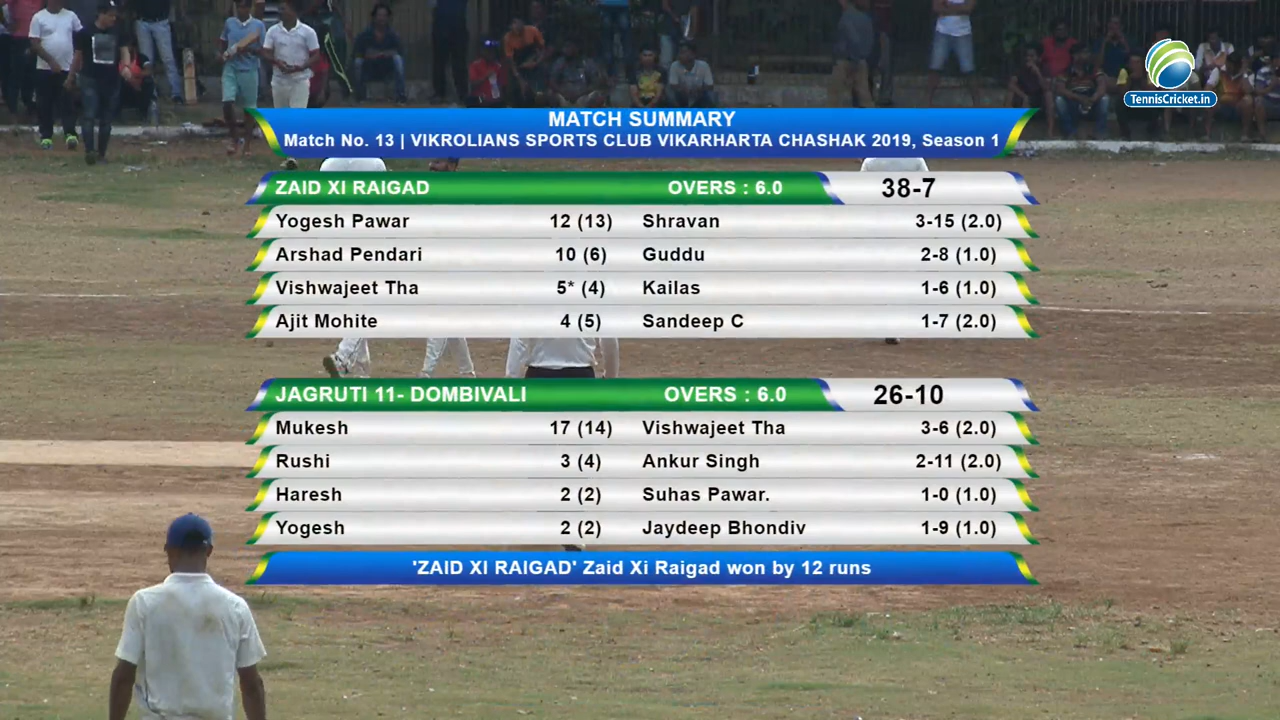 TennisCricket.in
MATCH SUMMARY
Match No. 13 | VIKROLIANS SPORTS CLUB VIKARHARTA CHASHAK 2019, Season 1
ZAID XI RAIGAD OVERS : 6.0 38-7
Yogesh Pawar 12 (13) Shravan 3-15 (2.0)
Arshad Pendari 10 (6) Guddu 2-8 (1.0)
Vishwajeet Tha 5* (4) Kailas 1-6 (1.0)
Ajit Mohite 4 (5) Sandeep C 1-7 (2.0)
JAGRUTI 11- DOMBIVALI OVERS : 6.0 26-10
Mukesh 17 (14) Vishwajeet Tha 3-6 (2.0)
Rushi 3 (4) Ankur Singh 2-11 (2.0)
Haresh 2 (2) Suhas Pawar. 1-0 (1.0)
Yogesh 2 (2) Jaydeep Bhondiv 1-9 (1.0)
'ZAID XI RAIGAD' Zaid Xi Raigad won by 12 runs